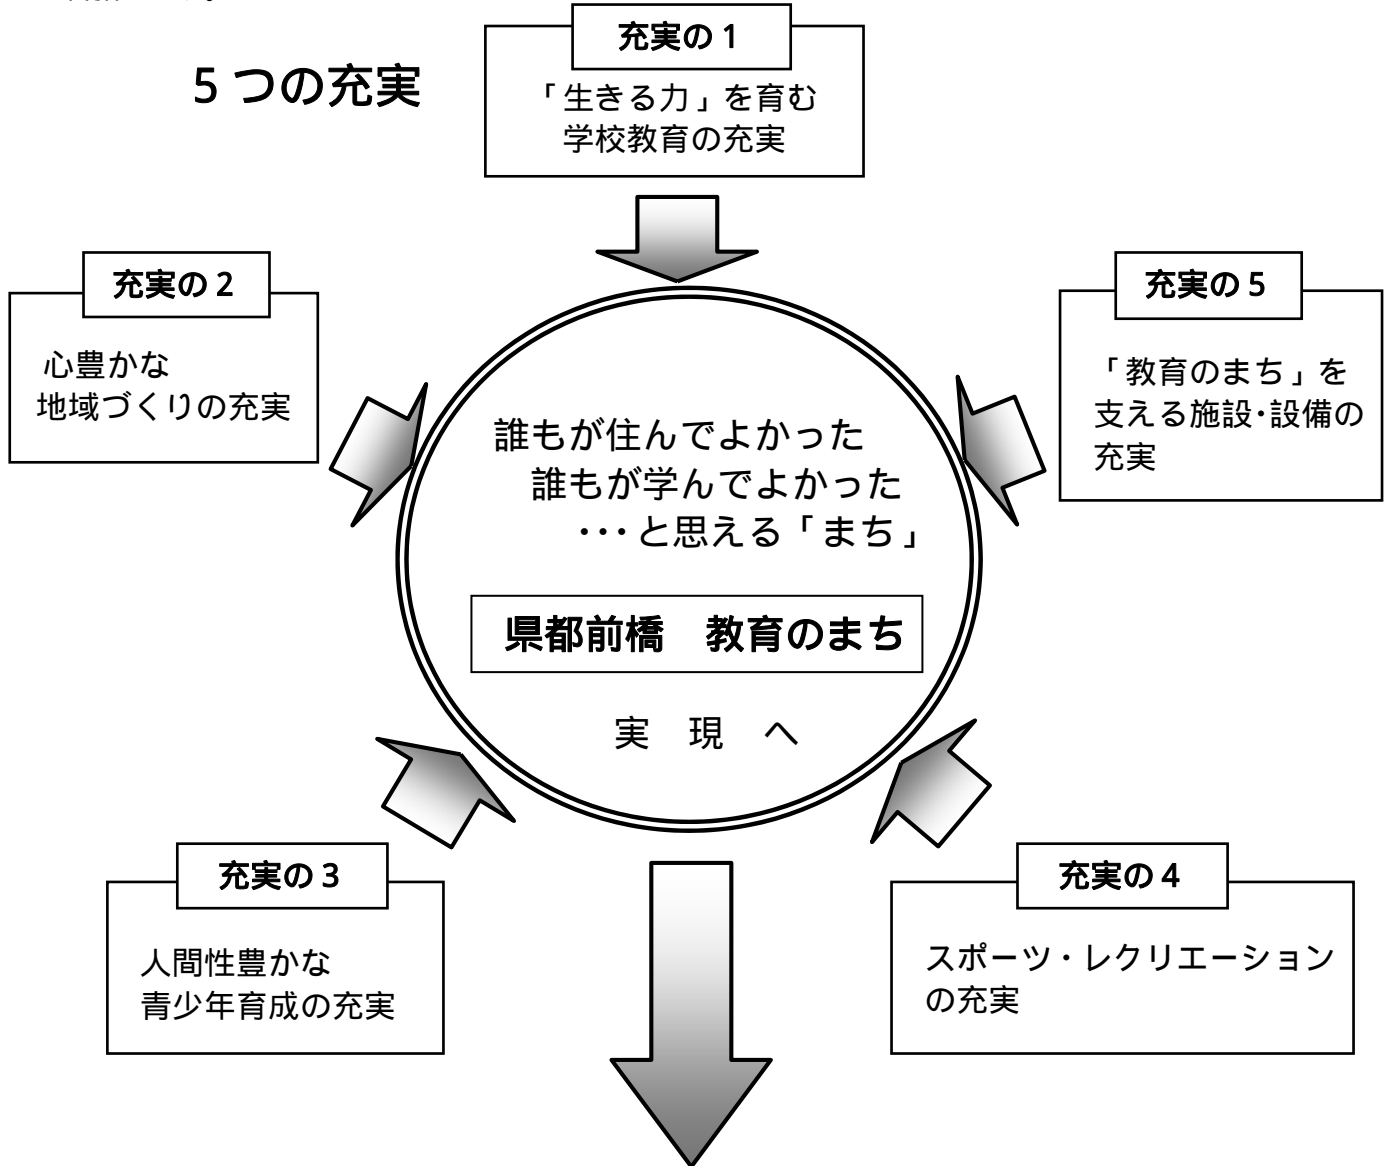 5つの充実
充実の1
「生きる力」を育む
学校教育の充実
充実の2
心豊かな
地域づくりの充実
充実の5
「教育のまち」を
支える施設・設備の
充実
誰もが住んでよかった
誰もが学んでよかった
・・・と思える「まち」
県都前橋　教育のまち
実　現　へ
充実の3
人間性豊かな
青少年育成の充実
充実の4
スポーツ・レクリエーション
の充実